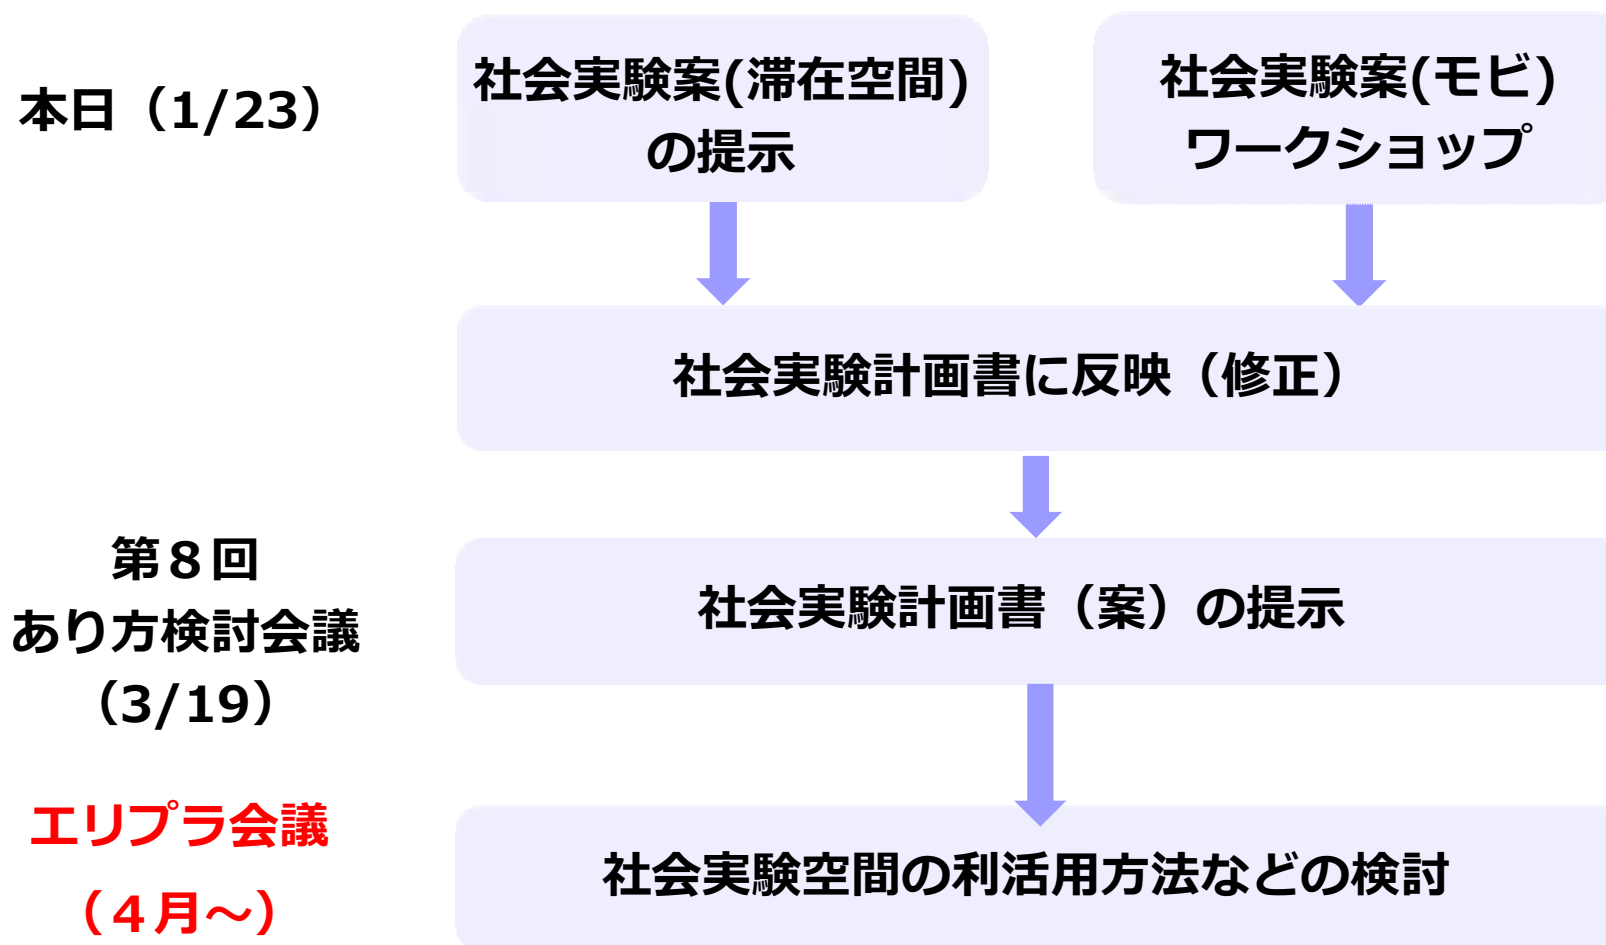 本日（1/23）
社会実験案(滞在空間)
の提示
社会実験案(モビ)
ワークショップ
社会実験計画書に反映（修正）
第８回
あり方検討会議
（3/19）
社会実験計画書（案）の提示
エリプラ会議
（４月～）
社会実験空間の利活用方法などの検討